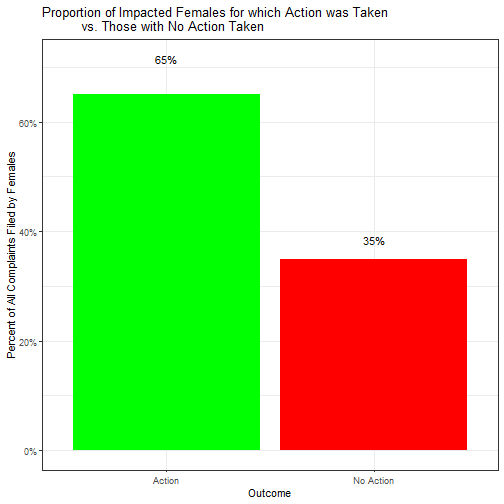 Proportion of Impacted Females for which Action was Taken
vs. Those with No Action Taken
65%
35%
60%
40%
20%
0%
Percent of All Complaints Filed by Females
Action
No Action
Outcome